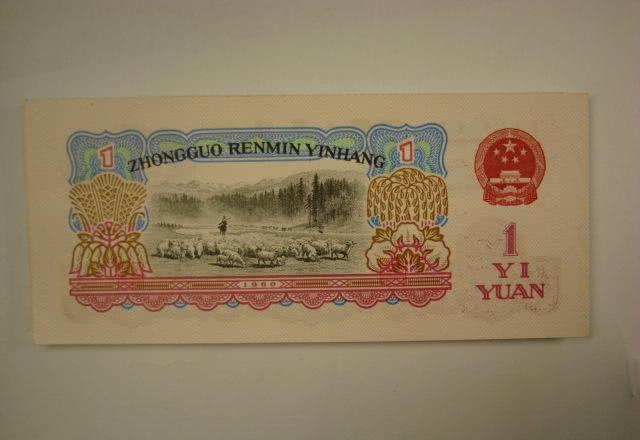 1 ZHONGGUO RENMIN YINHANG 1
1960
1
YI
YUAN